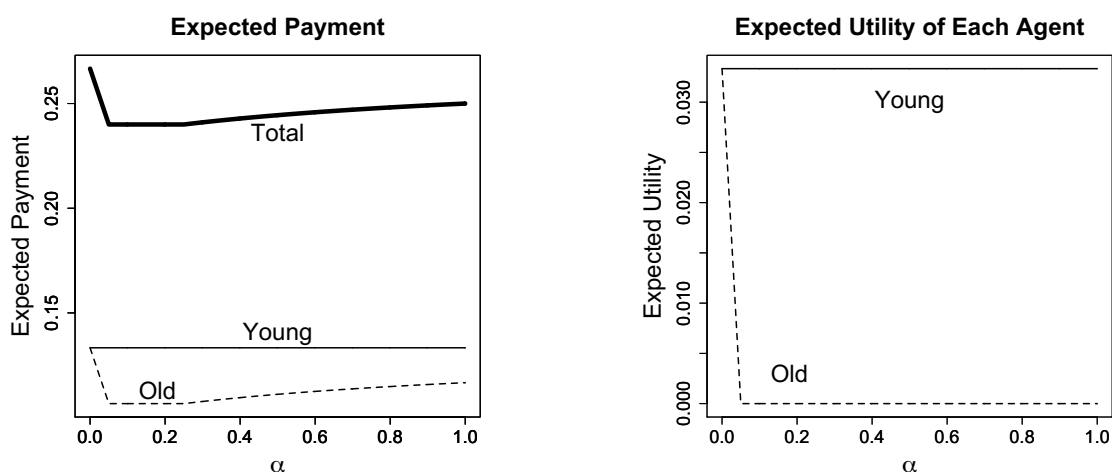 Expected Payment
Expected Payment
0.25
0.20
0.15
Total
Young
Old
0.0 0.2 0.4 0.6 0.8 1.0
α
Expected Utility of Each Agent
Expected Utility
0.030
0.020
0.010
0.000
Young
Old
0.0 0.2 0.4 0.6 0.8 1.0
α